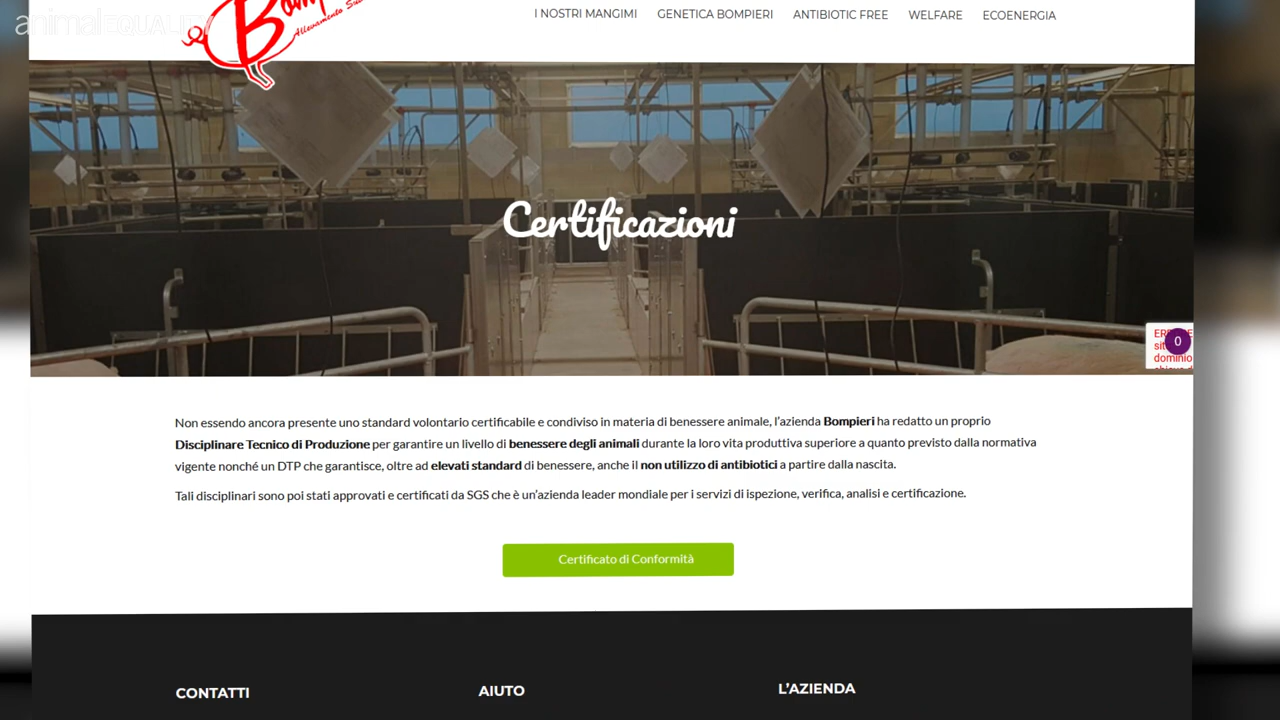 animalEQUALITY
I NOSTRI MANGIMI GENETICA BOMPIERI ANTIBIOTIC FREE WELFARE ECOENERGIA
Certificazioni
0
dominio
Non essendo ancora presente uno standard volontario certificabile e condiviso in materia di benessere animale, l'azienda Bompieri ha redatto un proprio
Disciplinare Tecnico di Produzione per garantire un livello di benessere degli animali durante la loro vita produttiva superiore a quanto previsto dalla normativa
vigente nonché un DTP che garantisce, oltre ad elevati standard di benessere, anche il non utilizzo di antibiotici a partire dalla nascita.
Tali disciplinari sono poi stati approvati e certificati da SGS che è un'azienda leader mondiale per i servizi di ispezione, verifica, analisi e certificazione.
Certificato di Conformità
CONTATTI AIUTO L'AZIENDA